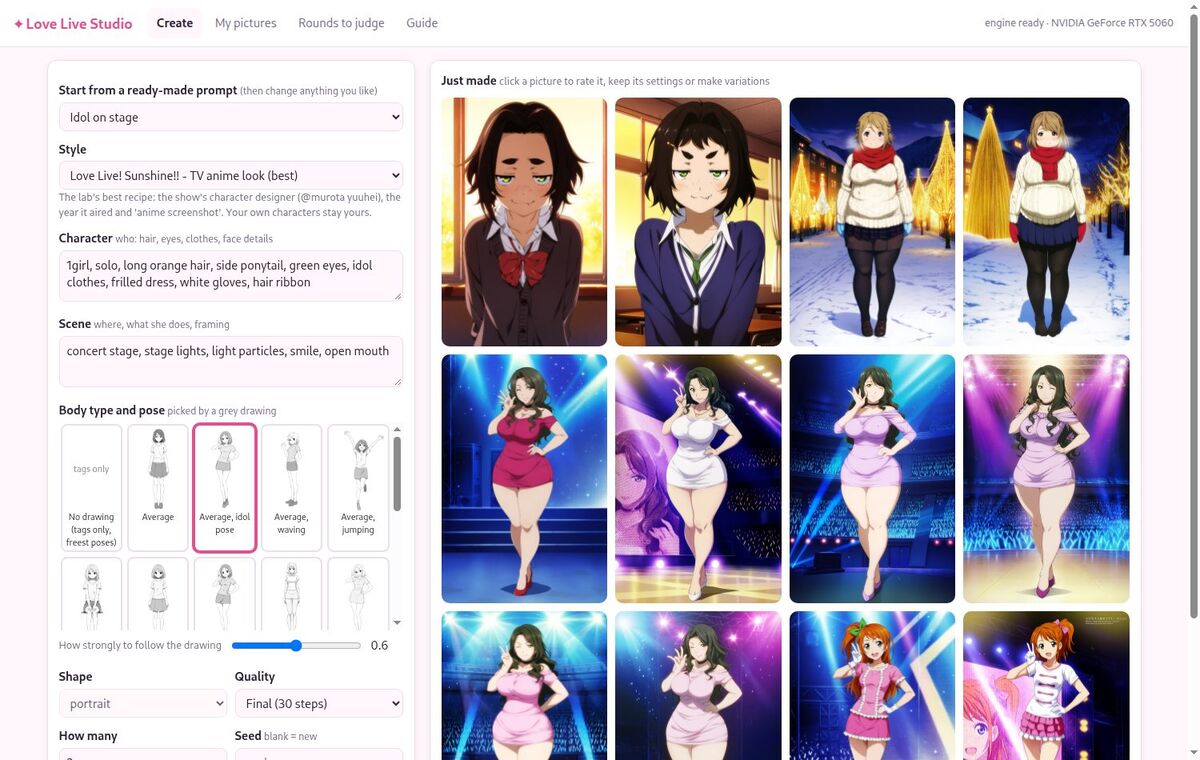 ✦ Love Live Studio
Create
My pictures
Rounds to judge
Guide
engine ready · NVIDIA GeForce RTX 5060
Start from a ready-made prompt (then change anything you like)
Idol on stage
Style
Love Live! Sunshine!! - TV anime look (best)
The lab's best recipe: the show's character designer (@murota yuuhei), the
year it aired and 'anime screenshot'. Your own characters stay yours.
Character who: hair, eyes, clothes, face details
1girl, solo, long orange hair, side ponytail, green eyes, idol
clothes, frilled dress, white gloves, hair ribbon
Scene where, what she does, framing
concert stage, stage lights, light particles, smile, open mouth
Body type and pose picked by a grey drawing
tags only
No drawing
(tags only,
freest poses)
Average
Average, idol
pose
Average,
waving
Average,
jumping
How strongly to follow the drawing
0.6
Shape
portrait
Quality
Final (30 steps)
How many
Seed blank = new
Just made click a picture to rate it, keep its settings or make variations